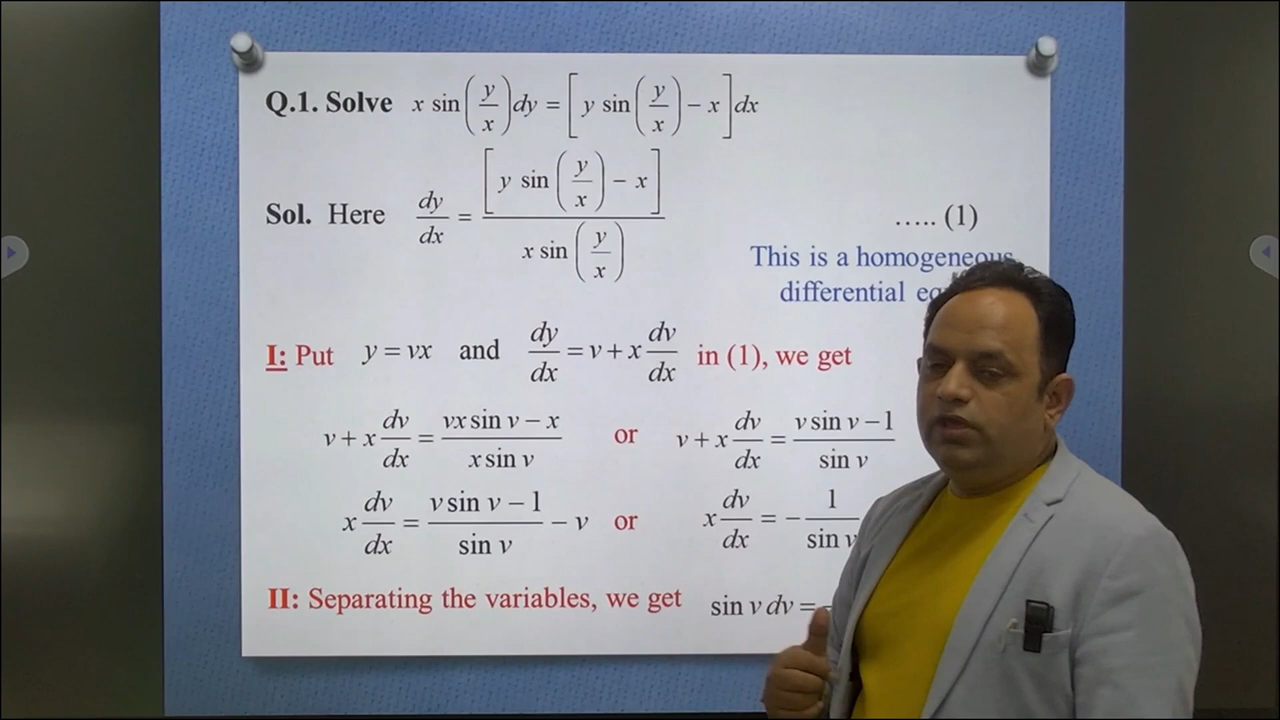 Q.1. Solve x sin(y/x)dy = [y sin(y/x) − x]dx
Sol. Here dy/dx = [y sin(y/x) − x] / x sin(y/x) ..... (1)
This is a homogeneous
differential
I: Put y = vx and dy/dx = v + x dv/dx in (1), we get
v + x dv/dx = (vx sin v − x)/(x sin v) or v + x dv/dx = (v sin v − 1)/(sin v)
x dv/dx = (v sin v − 1)/(sin v) − v or x dv/dx = − 1/(sin v)
II: Separating the variables, we get sin v dv =